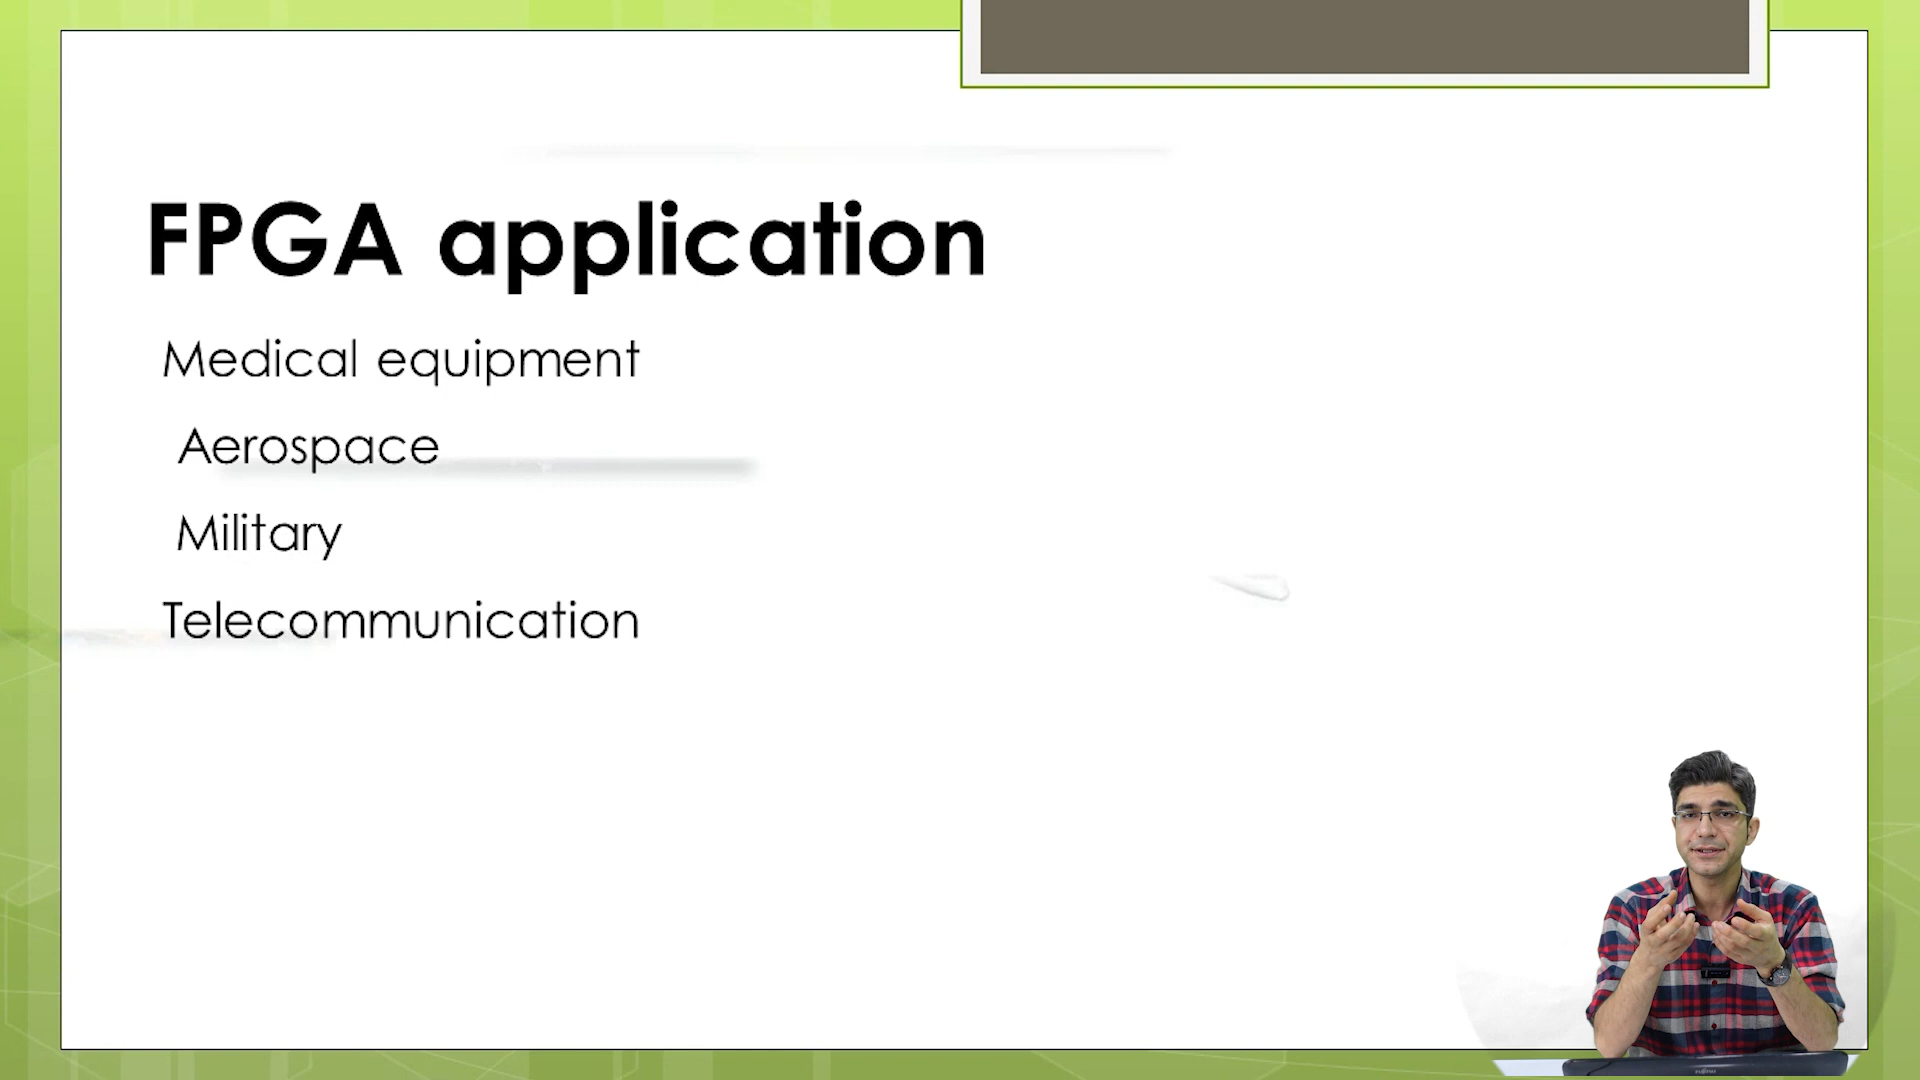 FPGA application
Medical equipment
Aerospace
Military
Telecommunication